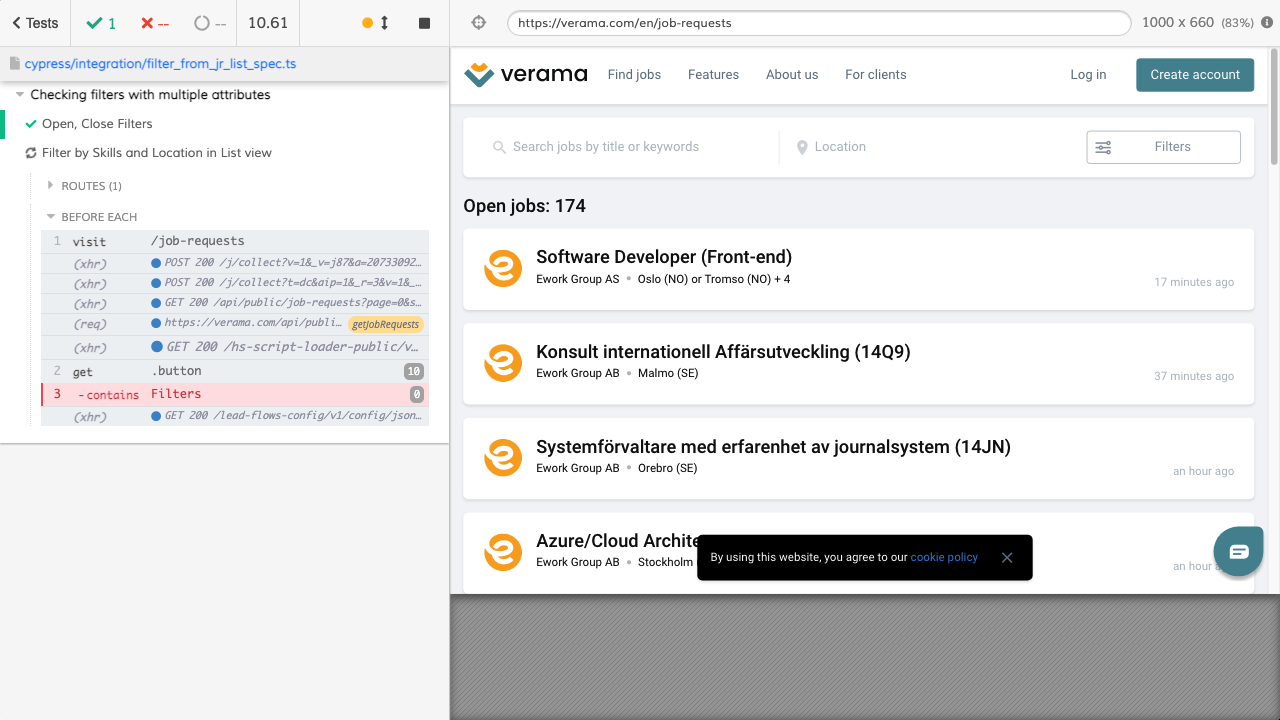 Tests
1
--
--
10.61
cypress/integration/filter_from_jr_list_spec.ts
Checking filters with multiple attributes
Open, Close Filters
Filter by Skills and Location in List view
ROUTES (1)
BEFORE EACH
1 visit /job-requests
(xhr) POST 200 /j/collect?v=1&_v=j87&a=20733092…
(xhr) POST 200 /j/collect?t=dc&aip=1&_r=3&v=1&_…
(xhr) GET 200 /api/public/job-requests?page=0&s…
(req) https://verama.com/api/publi… getJobRequests
(xhr) GET 200 /hs-script-loader-public/v…
2 get .button 10
3 - contains Filters 0
(xhr) GET 200 /lead-flows-config/v1/config/json…
https://verama.com/en/job-requests
1000 x 660 (83%)
verama
Find jobs
Features
About us
For clients
Log in
Create account
Search jobs by title or keywords
Location
Filters
Open jobs: 174
Software Developer (Front-end)
Ework Group AS • Oslo (NO) or Tromso (NO) + 4
17 minutes ago
Konsult internationell Affärsutveckling (14Q9)
Ework Group AB • Malmo (SE)
37 minutes ago
Systemförvaltare med erfarenhet av journalsystem (14JN)
Ework Group AB • Orebro (SE)
an hour ago
Azure/Cloud Archite
Ework Group AB • Stockholm
an hour a
By using this website, you agree to our cookie policy